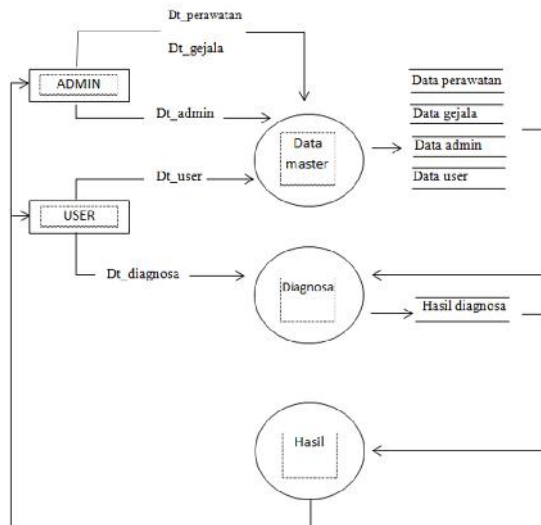 Dt_perawatan
Dt_gejala
ADMIN
Dt_admin
Data
master
Data perawatan
Data gejala
Data admin
Data user
Dt_user
USER
Dt_diagnosa
Diagnosa
Hasil diagnosa
Hasil